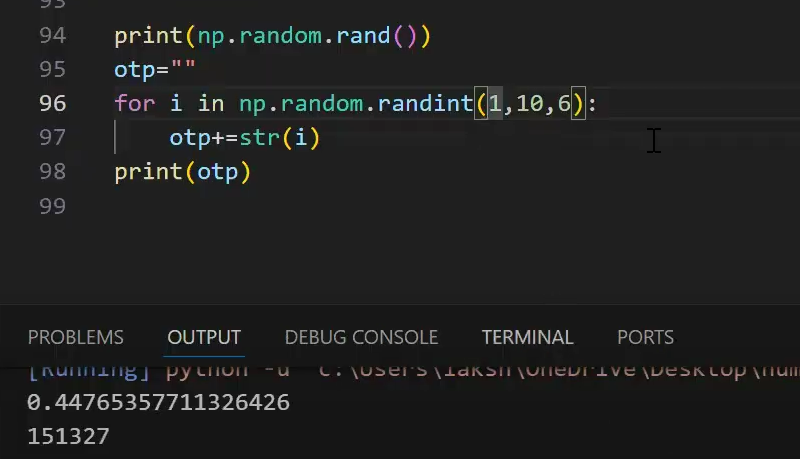 93
94 print(np.random.rand())
95 otp=""
96 for i in np.random.randint(1,10,6):
97     otp+=str(i)
98 print(otp)
99
PROBLEMS OUTPUT DEBUG CONSOLE TERMINAL PORTS
[Running] python -u "c:\Users\laksh\OneDrive\Desktop\num
0.44765357711326426
151327